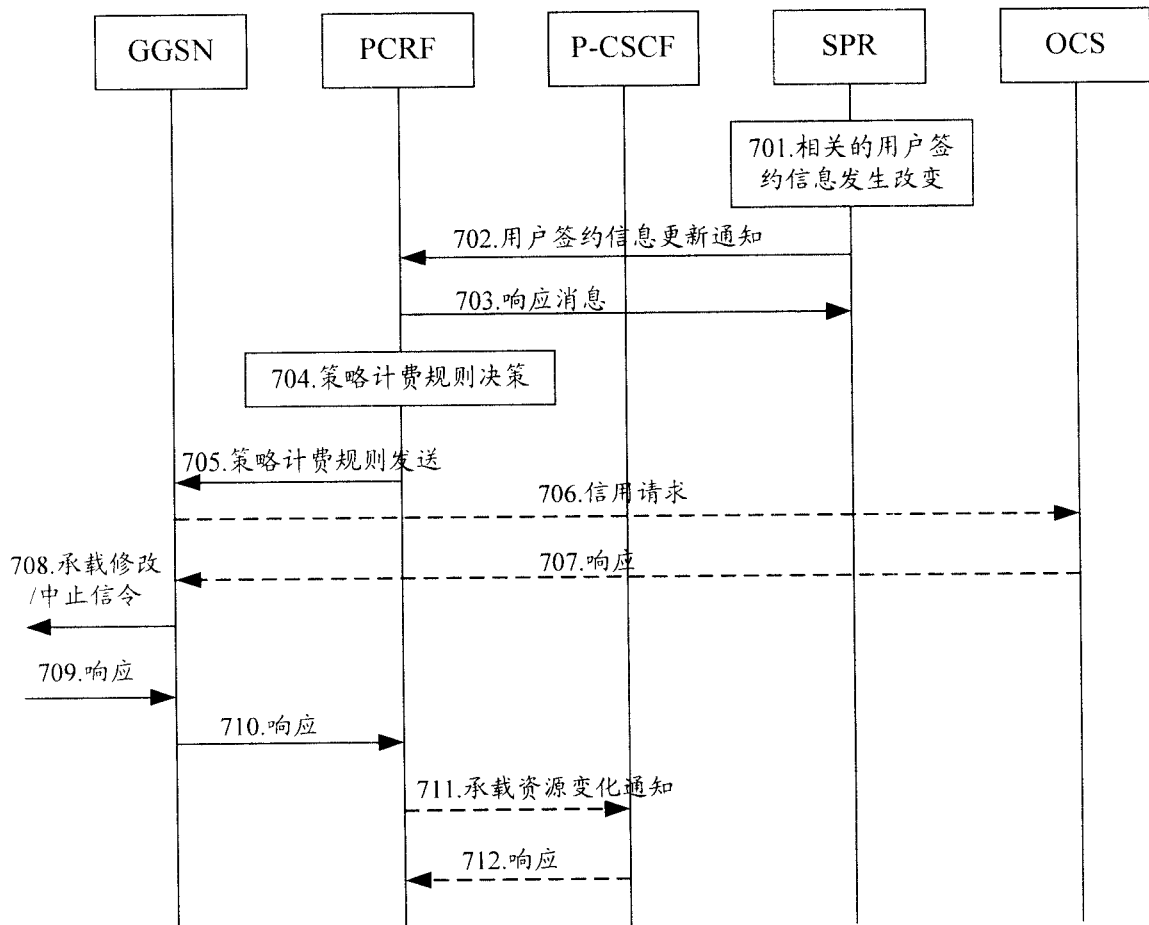 GGSN
PCRF
P-CSCF
SPR
OCS
701.相关的用户签
约信息发生改变
702.用户签约信息更新通知
703.响应消息
704.策略计费规则决策
705.策略计费规则发送
706.信用请求
707.响应
708.承载修改
/中止信令
709.响应
710.响应
711.承载资源变化通知
712.响应